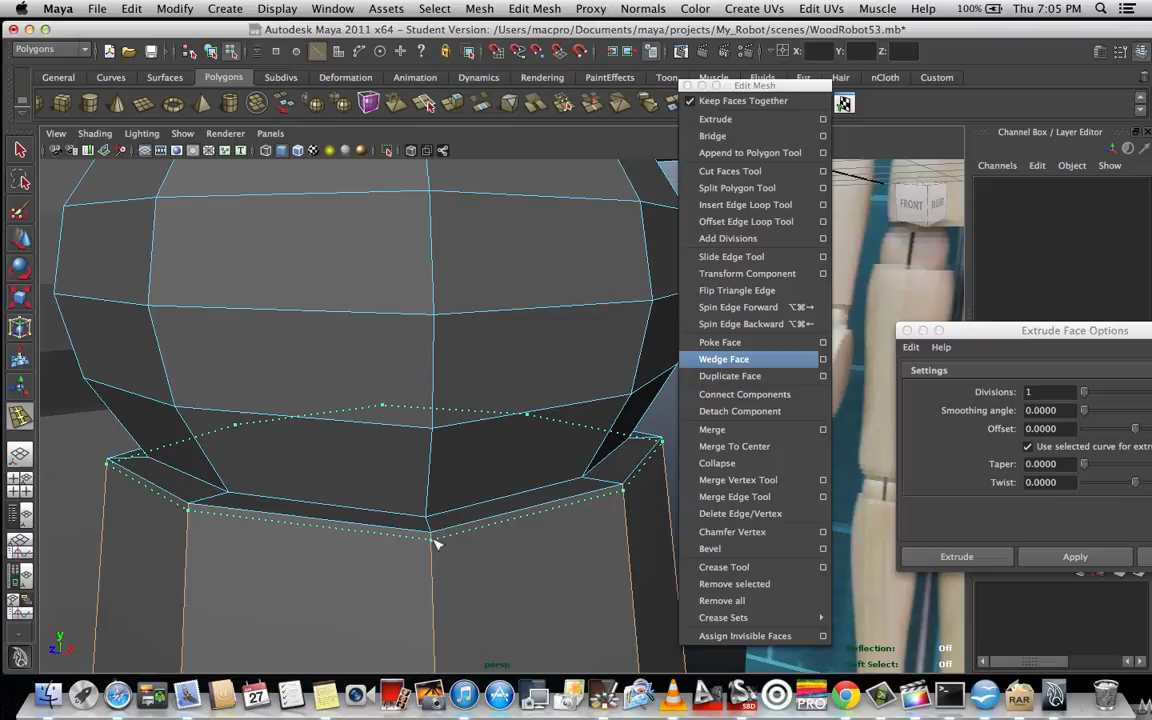 Maya File Edit Modify Create Display Window Assets Select Mesh Edit Mesh Proxy Normals Color Create UVs Edit UVs Muscle Help 100% Thu 7:05 PM
Autodesk Maya 2011 x64 - Student Version: /Users/macpro/Documents/maya/projects/My_Robot/scenes/WoodRobot53.mb*
Polygons X: Y: Z:
General Curves Surfaces Polygons Subdivs Deformation Animation Dynamics Rendering PaintEffects Toon Muscle Fluids Fur Hair nCloth Custom
Edit Mesh
Keep Faces Together
Extrude
Bridge
Append to Polygon Tool
Cut Faces Tool
Split Polygon Tool
Insert Edge Loop Tool
Offset Edge Loop Tool
Add Divisions
Slide Edge Tool
Transform Component
Flip Triangle Edge
Spin Edge Forward ⌥⌘→
Spin Edge Backward ⌥⌘←
Poke Face
Wedge Face
Duplicate Face
Connect Components
Detach Component
Merge
Merge To Center
Collapse
Merge Vertex Tool
Merge Edge Tool
Delete Edge/Vertex
Chamfer Vertex
Bevel
Crease Tool
Remove selected
Remove all
Crease Sets
Assign Invisible Faces
View Shading Lighting Show Renderer Panels
Channel Box / Layer Editor
Channels Edit Object Show
FRONT RIGHT
Extrude Face Options
Edit Help
Settings
Divisions: 1
Smoothing angle: 0.0000
Offset: 0.0000
Use selected curve for extru
Taper: 0.0000
Twist: 0.0000
Extrude Apply
Reflection: Off
Soft Select: Off
persp
y
z x
27
SBD
PRO
RAR